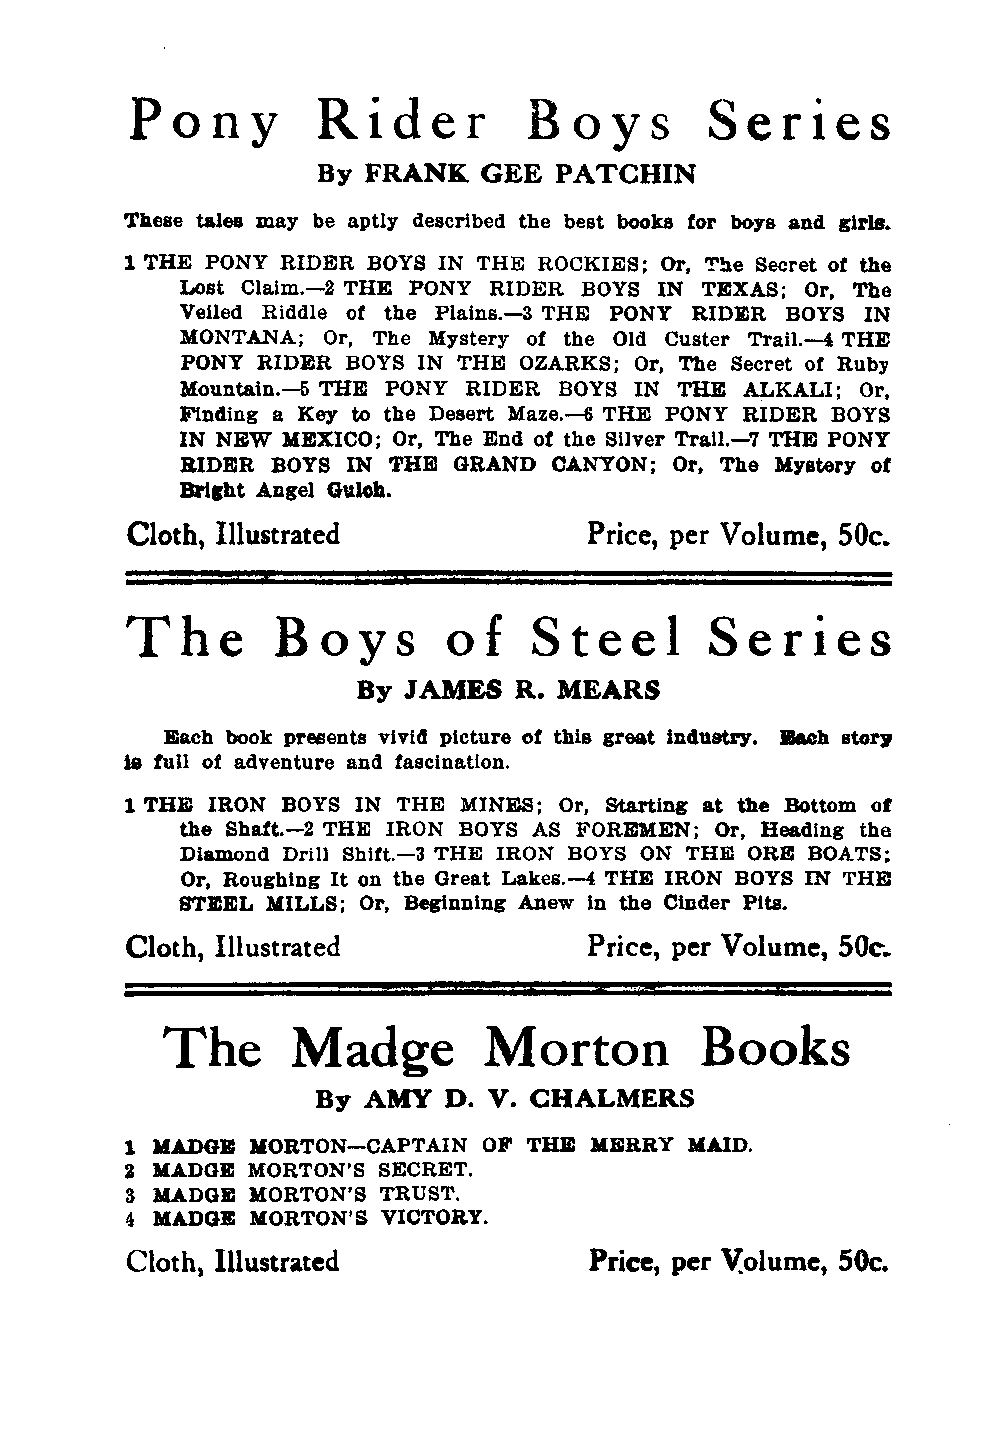 Pony Rider Boys Series
By FRANK GEE PATCHIN
These tales may be aptly described the best books for boys and girls.
1 THE PONY RIDER BOYS IN THE ROCKIES; Or, The Secret of the
Lost Claim.—2 THE PONY RIDER BOYS IN TEXAS; Or, The
Veiled Riddle of the Plains.—3 THE PONY RIDER BOYS IN
MONTANA; Or, The Mystery of the Old Custer Trail.—4 THE
PONY RIDER BOYS IN THE OZARKS; Or, The Secret of Ruby
Mountain.—5 THE PONY RIDER BOYS IN THE ALKALI; Or,
Finding a Key to the Desert Maze.—6 THE PONY RIDER BOYS
IN NEW MEXICO; Or, The End of the Silver Trail.—7 THE PONY
RIDER BOYS IN THE GRAND CANYON; Or, The Mystery of
Bright Angel Gulch.
Cloth, Illustrated Price, per Volume, 50c.
The Boys of Steel Series
By JAMES R. MEARS
Each book presents vivid picture of this great industry. Each story
is full of adventure and fascination.
1 THE IRON BOYS IN THE MINES; Or, Starting at the Bottom of
the Shaft.—2 THE IRON BOYS AS FOREMEN; Or, Heading the
Diamond Drill Shift.—3 THE IRON BOYS ON THE ORE BOATS;
Or, Roughing It on the Great Lakes.—4 THE IRON BOYS IN THE
STEEL MILLS; Or, Beginning Anew in the Cinder Pits.
Cloth, Illustrated Price, per Volume, 50c.
The Madge Morton Books
By AMY D. V. CHALMERS
1 MADGE MORTON—CAPTAIN OF THE MERRY MAID.
2 MADGE MORTON'S SECRET.
3 MADGE MORTON'S TRUST.
4 MADGE MORTON'S VICTORY.
Cloth, Illustrated Price, per Volume, 50c.